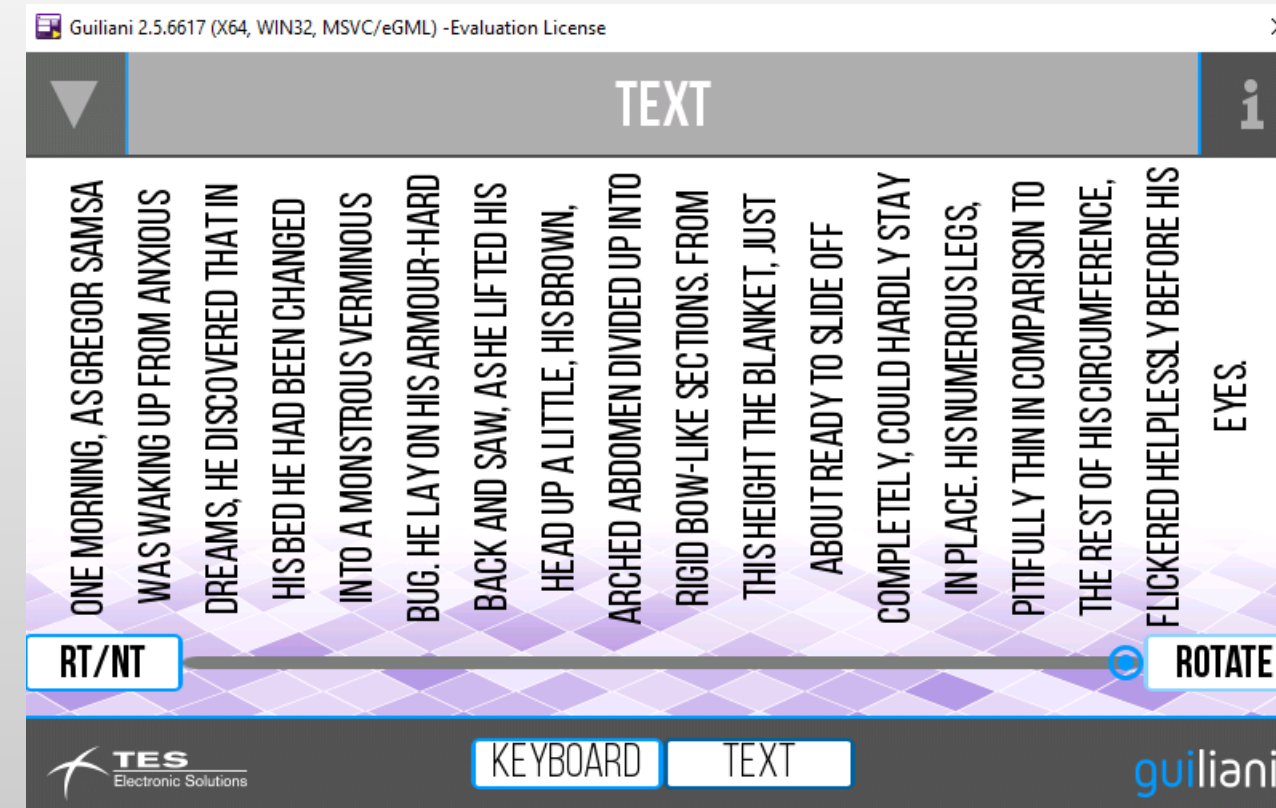 Guiliani 2.5.6617 (X64, WIN32, MSVC/eGML) -Evaluation License
TEXT
i
ONE MORNING, AS GREGOR SAMSA
WAS WAKING UP FROM ANXIOUS
DREAMS, HE DISCOVERED THAT IN
HIS BED HE HAD BEEN CHANGED
INTO A MONSTROUS VERMINOUS
BUG. HE LAY ON HIS ARMOUR-HARD
BACK AND SAW, AS HE LIFTED HIS
HEAD UP A LITTLE, HIS BROWN,
ARCHED ABDOMEN DIVIDED UP INTO
RIGID BOW-LIKE SECTIONS. FROM
THIS HEIGHT THE BLANKET, JUST
ABOUT READY TO SLIDE OFF
COMPLETELY, COULD HARDLY STAY
IN PLACE. HIS NUMEROUS LEGS,
PITIFULLY THIN IN COMPARISON TO
THE REST OF HIS CIRCUMFERENCE,
FLICKERED HELPLESSLY BEFORE HIS
EYES.
RT/NT
ROTATE
TES
Electronic Solutions
KEYBOARD
TEXT
guiliani